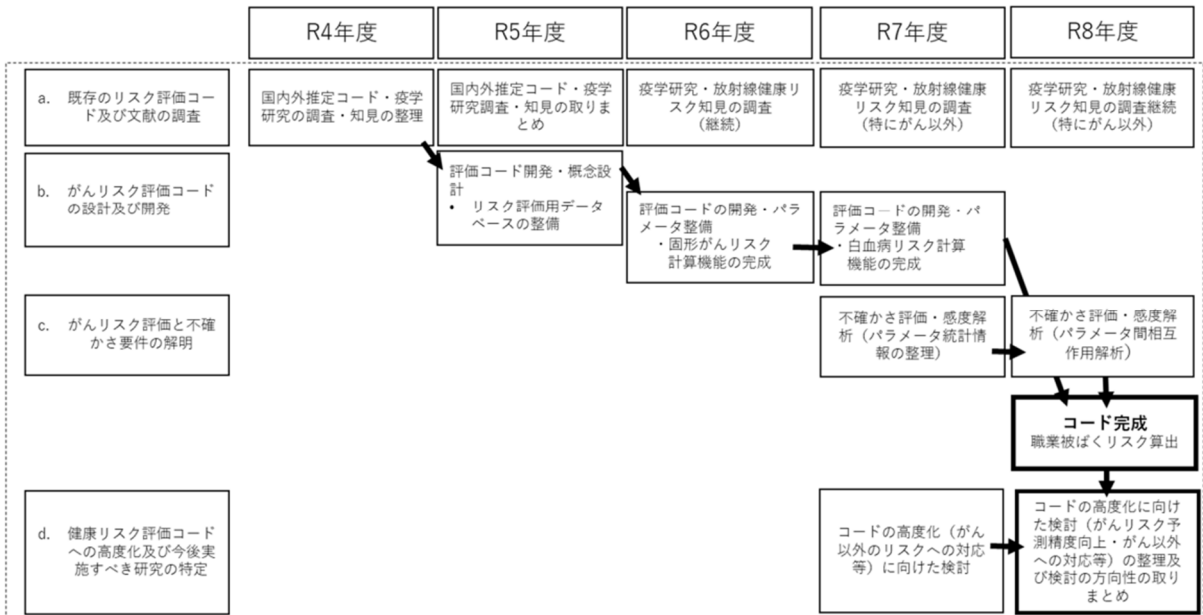 R4年度
R5年度
R6年度
R7年度
R8年度
a. 既存のリスク評価コー
ド及び文献の調査
国内外推定コード・疫学
研究の調査・知見の整理
国内外推定コード・疫学
研究調査・知見の取りま
とめ
疫学研究・放射線健康リ
スク知見の調査
(継続)
疫学研究・放射線健康
リスク知見の調査
(特にがん以外)
疫学研究・放射線健康
リスク知見の調査継続
(特にがん以外)
b. がんリスク評価コード
の設計及び開発
評価コード開発・概念設
計
• リスク評価用データ
ベースの整備
評価コードの開発・パラ
メータ整備
・固形がんリスク
計算機能の完成
評価コードの開発・パ
ラメータ整備
・白血病リスク計算
機能の完成
c. がんリスク評価と不確
かさ要件の解明
不確かさ評価・感度解
析(パラメータ統計情
報の整理)
不確かさ評価・感度解
析(パラメータ間相互
作用解析)
コード完成
職業被ばくリスク算出
d. 健康リスク評価コード
への高度化及び今後実
施すべき研究の特定
コードの高度化(がん
以外のリスクへの対応
等)に向けた検討
コードの高度化に向け
た検討(がんリスク予
測精度向上・がん以外
への対応等)の整理及
び検討の方向性の取り
まとめ